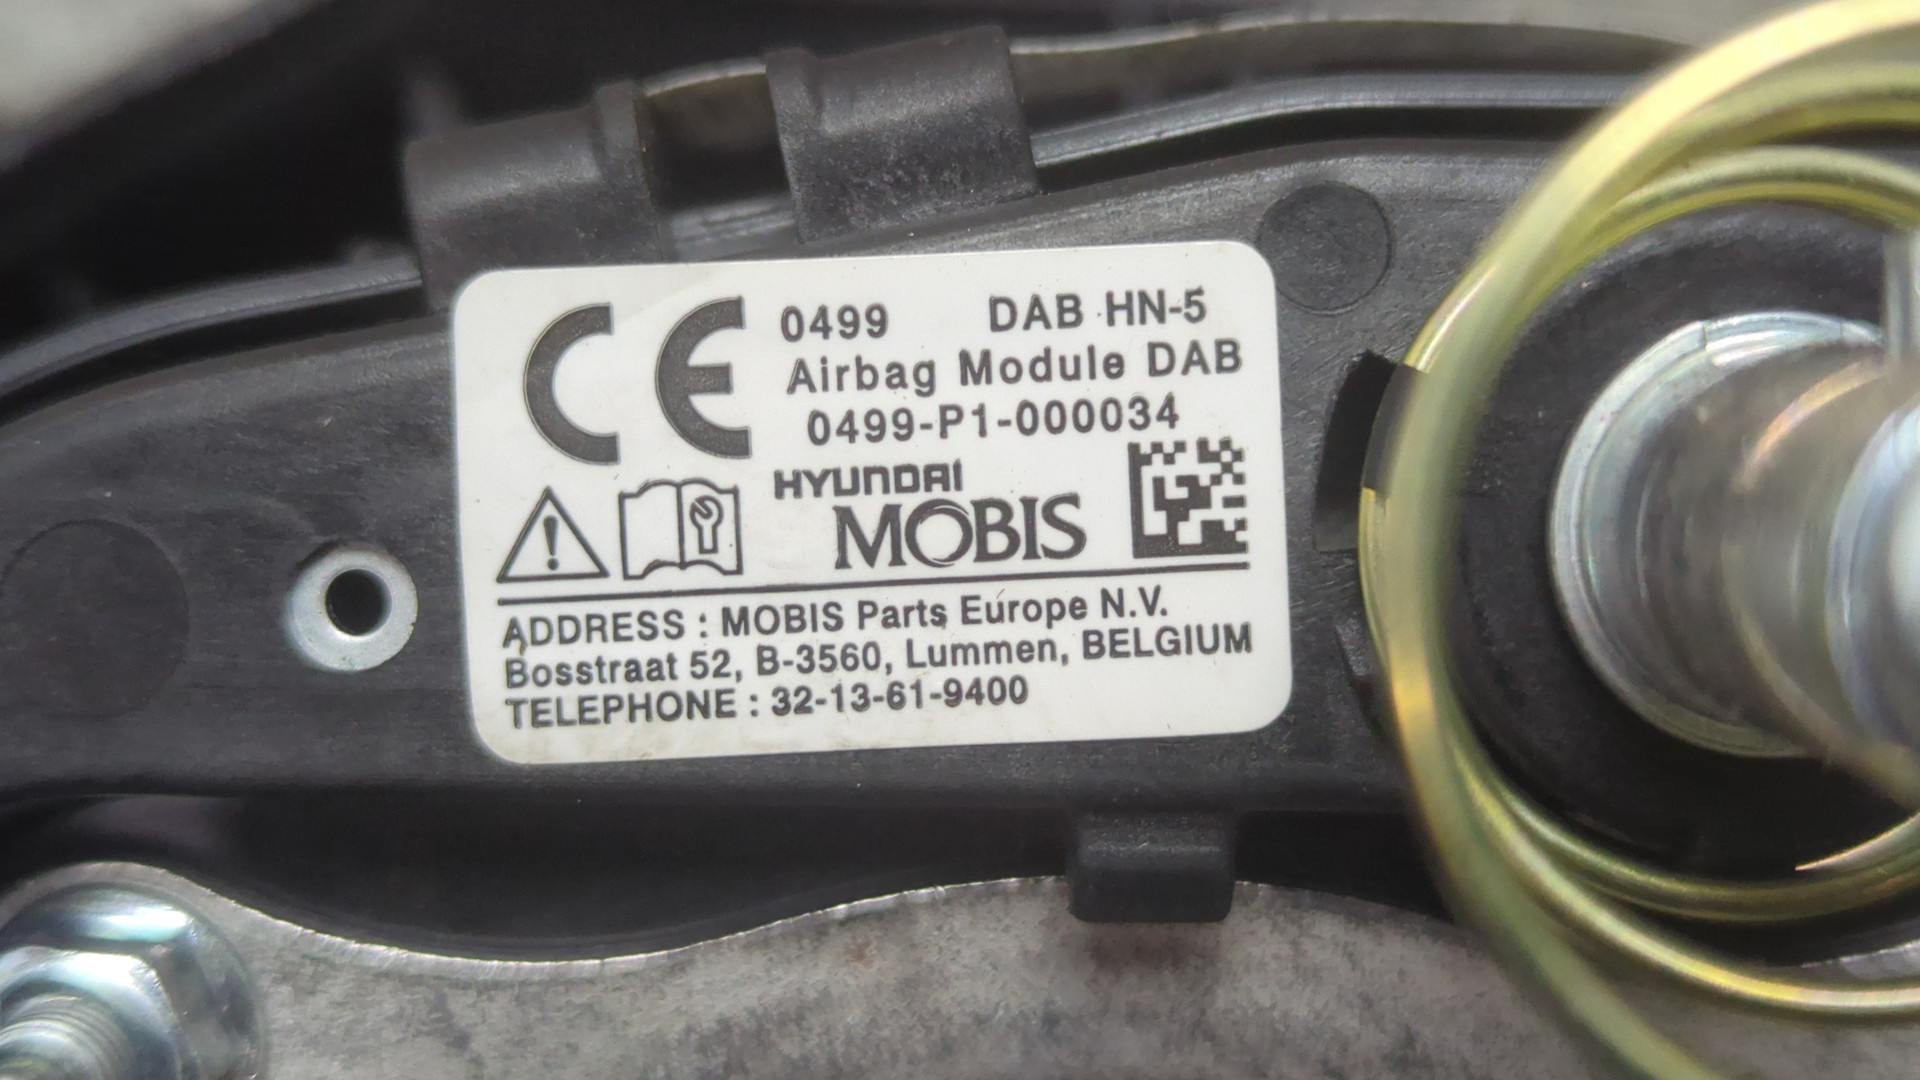 CE 0499 DAB HN-5
Airbag Module DAB
0499-P1-000034
HYUNDAI
MOBIS
ADDRESS : MOBIS Parts Europe N.V.
Bosstraat 52, B-3560, Lummen, BELGIUM
TELEPHONE : 32-13-61-9400